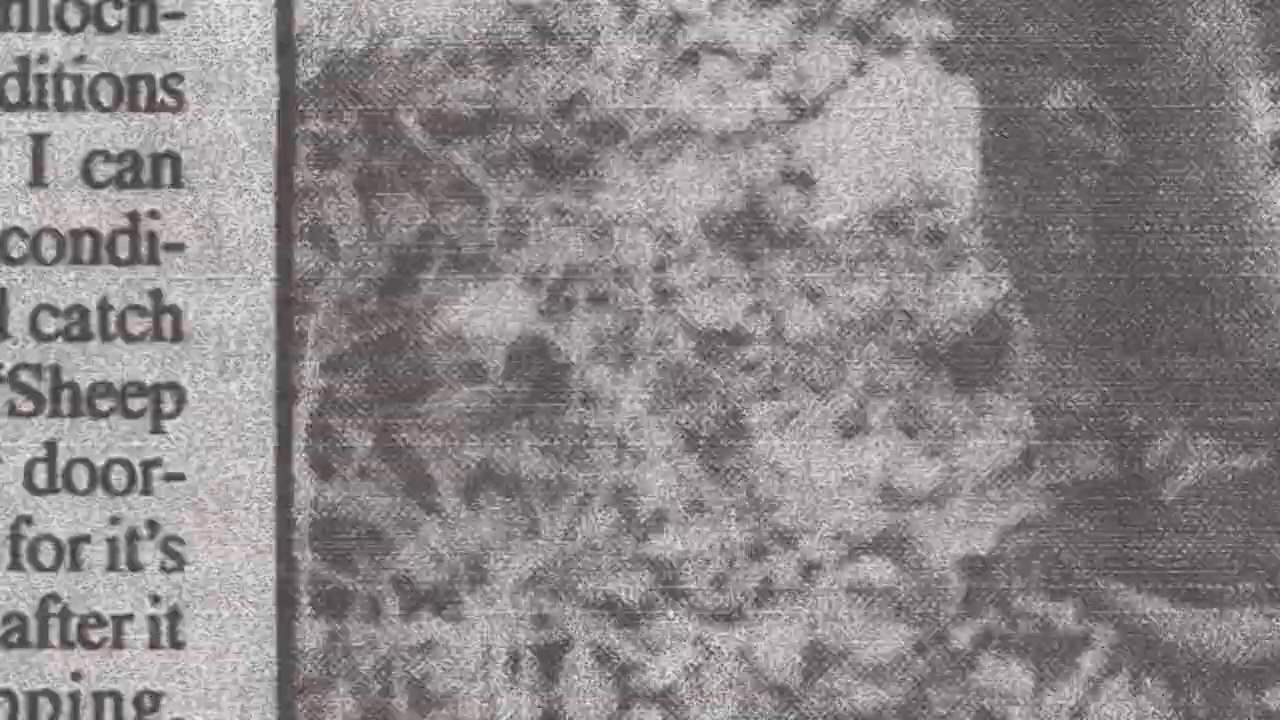 ditions
I can
condi-
catch
"Sheep
door-
for it's
after it